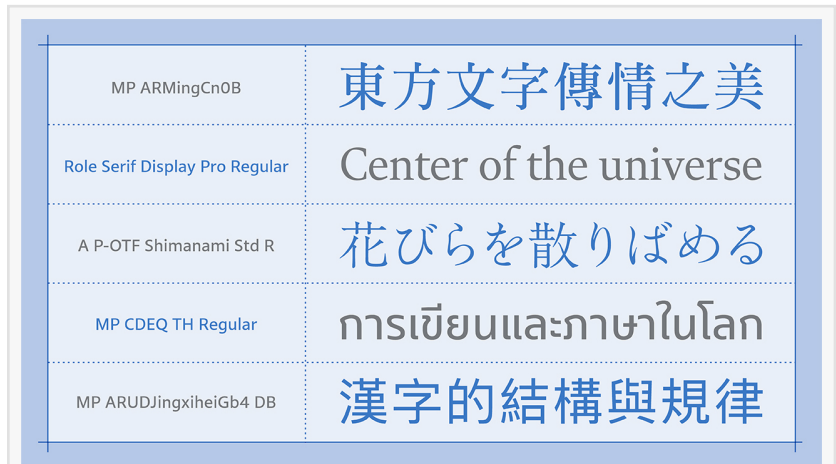 MP ARMingCn0B
東方文字傳情之美
Role Serif Display Pro Regular
Center of the universe
A P-OTF Shimanami Std R
花びらを散りばめる
MP CDEQ TH Regular
การเขียนและภาษาในโลก
MP ARUDJingxiheiGb4 DB
漢字的結構與規律